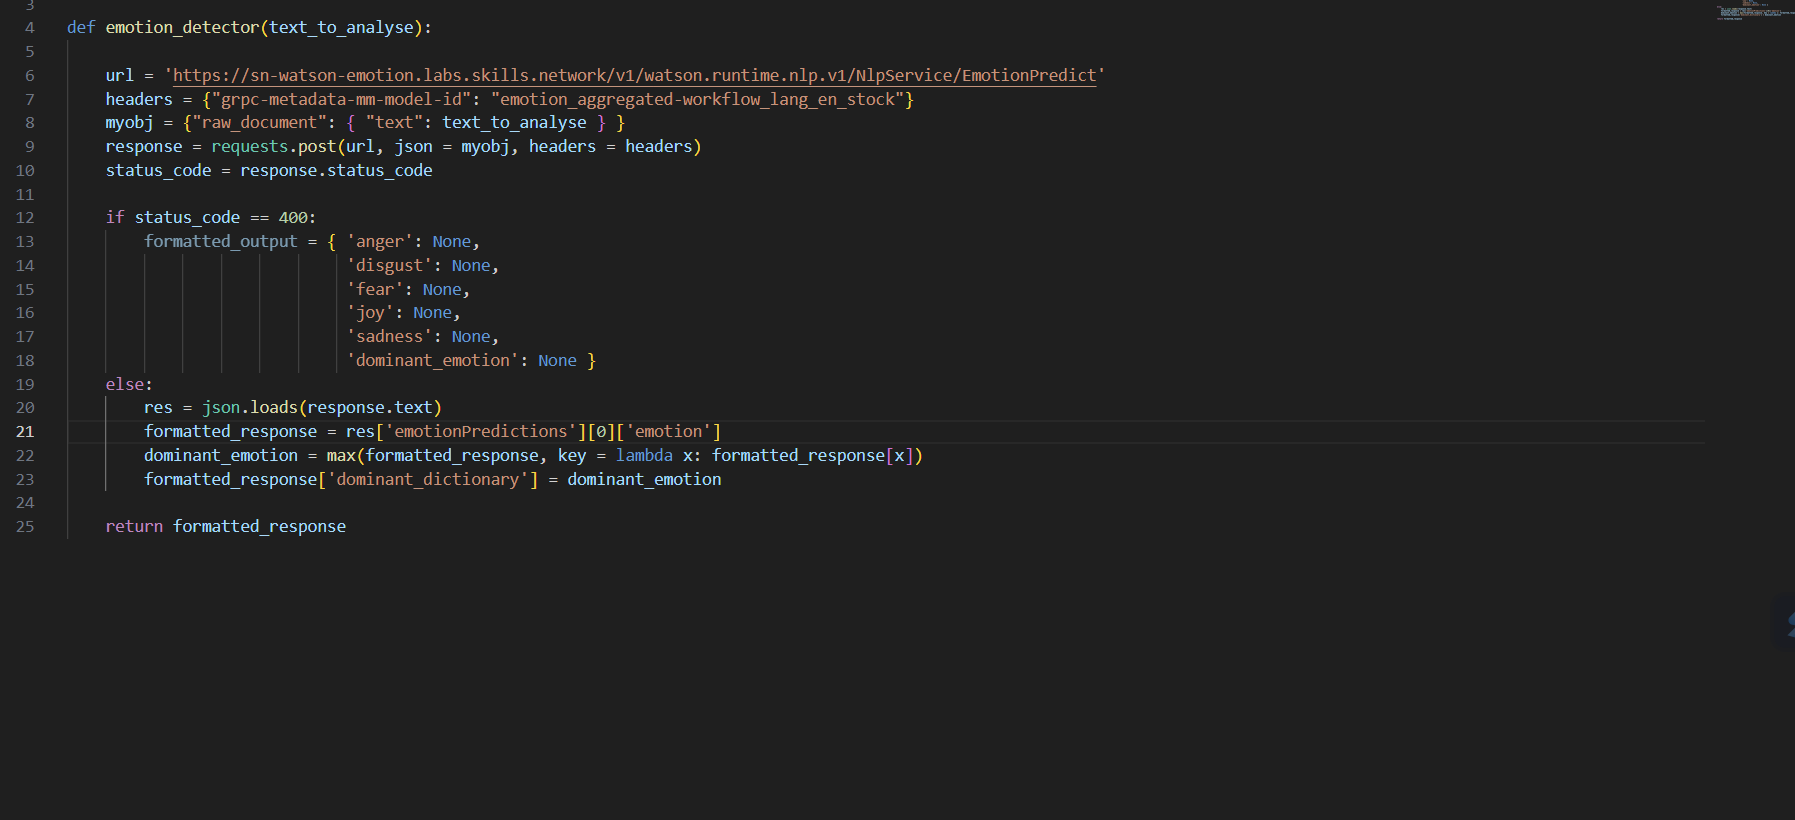 3
4 def emotion_detector(text_to_analyse):
5
6 url = 'https://sn-watson-emotion.labs.skills.network/v1/watson.runtime.nlp.v1/NlpService/EmotionPredict'
7 headers = {"grpc-metadata-mm-model-id": "emotion_aggregated-workflow_lang_en_stock"}
8 myobj = {"raw_document": { "text": text_to_analyse } }
9 response = requests.post(url, json = myobj, headers = headers)
10 status_code = response.status_code
11
12 if status_code == 400:
13 formatted_output = { 'anger': None,
14 'disgust': None,
15 'fear': None,
16 'joy': None,
17 'sadness': None,
18 'dominant_emotion': None }
19 else:
20 res = json.loads(response.text)
21 formatted_response = res['emotionPredictions'][0]['emotion']
22 dominant_emotion = max(formatted_response, key = lambda x: formatted_response[x])
23 formatted_response['dominant_dictionary'] = dominant_emotion
24
25 return formatted_response